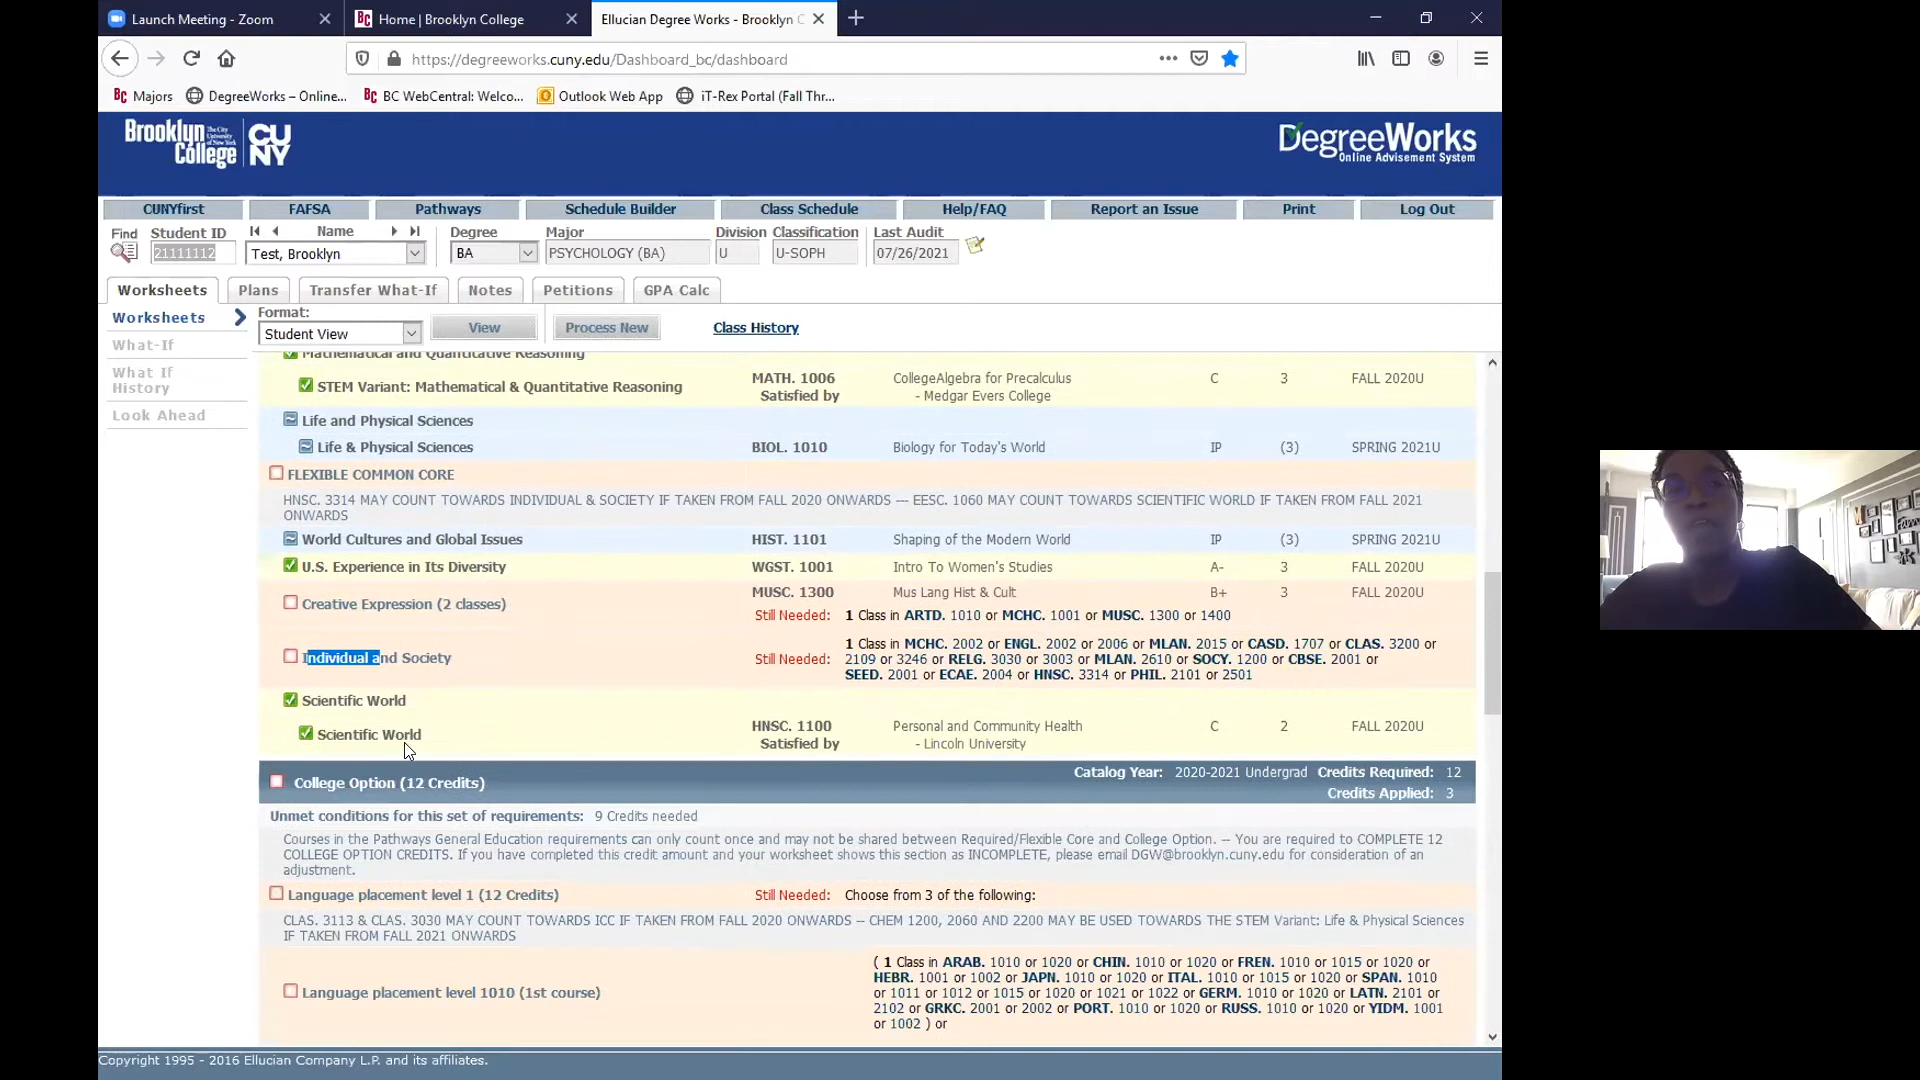 Launch Meeting - Zoom
Home | Brooklyn College
Ellucian Degree Works - Brooklyn C
https://degreeworks.cuny.edu/Dashboard_bc/dashboard
BC Majors
DegreeWorks – Online...
BC BC WebCentral: Welco...
Outlook Web App
iT-Rex Portal (Fall Thr...
Brooklyn College
The City University of New York
CUNY
DegreeWorks
Online Advisement System
CUNYfirst FAFSA Pathways Schedule Builder Class Schedule Help/FAQ Report an Issue Print Log Out
Find Student ID Name Degree Major Division Classification Last Audit
21111112 Test, Brooklyn BA PSYCHOLOGY (BA) U U-SOPH 07/26/2021
Worksheets Plans Transfer What-If Notes Petitions GPA Calc
Worksheets
What-If
What If History
Look Ahead
Format:
Student View View Process New Class History
Mathematical and Quantitative Reasoning
STEM Variant: Mathematical & Quantitative Reasoning MATH. 1006 CollegeAlgebra for Precalculus C 3 FALL 2020U
Satisfied by - Medgar Evers College
Life and Physical Sciences
Life & Physical Sciences BIOL. 1010 Biology for Today's World IP (3) SPRING 2021U
FLEXIBLE COMMON CORE
HNSC. 3314 MAY COUNT TOWARDS INDIVIDUAL & SOCIETY IF TAKEN FROM FALL 2020 ONWARDS --- EESC. 1060 MAY COUNT TOWARDS SCIENTIFIC WORLD IF TAKEN FROM FALL 2021
ONWARDS
World Cultures and Global Issues HIST. 1101 Shaping of the Modern World IP (3) SPRING 2021U
U.S. Experience in Its Diversity WGST. 1001 Intro To Women's Studies A- 3 FALL 2020U
MUSC. 1300 Mus Lang Hist & Cult B+ 3 FALL 2020U
Creative Expression (2 classes) Still Needed: 1 Class in ARTD. 1010 or MCHC. 1001 or MUSC. 1300 or 1400
1 Class in MCHC. 2002 or ENGL. 2002 or 2006 or MLAN. 2015 or CASD. 1707 or CLAS. 3200 or
Individual and Society Still Needed: 2109 or 3246 or RELG. 3030 or 3003 or MLAN. 2610 or SOCY. 1200 or CBSE. 2001 or
SEED. 2001 or ECAE. 2004 or HNSC. 3314 or PHIL. 2101 or 2501
Scientific World
Scientific World HNSC. 1100 Personal and Community Health C 2 FALL 2020U
Satisfied by - Lincoln University
College Option (12 Credits) Catalog Year: 2020-2021 Undergrad Credits Required: 12
Credits Applied: 3
Unmet conditions for this set of requirements: 9 Credits needed
Courses in the Pathways General Education requirements can only count once and may not be shared between Required/Flexible Core and College Option. -- You are required to COMPLETE 12
COLLEGE OPTION CREDITS. If you have completed this credit amount and your worksheet shows this section as INCOMPLETE, please email DGW@brooklyn.cuny.edu for consideration of an
adjustment.
Language placement level 1 (12 Credits) Still Needed: Choose from 3 of the following:
CLAS. 3113 & CLAS. 3030 MAY COUNT TOWARDS ICC IF TAKEN FROM FALL 2020 ONWARDS -- CHEM 1200, 2060 AND 2200 MAY BE USED TOWARDS THE STEM Variant: Life & Physical Sciences
IF TAKEN FROM FALL 2021 ONWARDS
( 1 Class in ARAB. 1010 or 1020 or CHIN. 1010 or 1020 or FREN. 1010 or 1015 or 1020 or
HEBR. 1001 or 1002 or JAPN. 1010 or 1020 or ITAL. 1010 or 1015 or 1020 or SPAN. 1010
Language placement level 1010 (1st course) or 1011 or 1012 or 1015 or 1020 or 1021 or 1022 or GERM. 1010 or 1020 or LATN. 2101 or
2102 or GRKC. 2001 or 2002 or PORT. 1010 or 1020 or RUSS. 1010 or 1020 or YIDM. 1001
or 1002 ) or
Copyright 1995 - 2016 Ellucian Company L.P. and its affiliates.